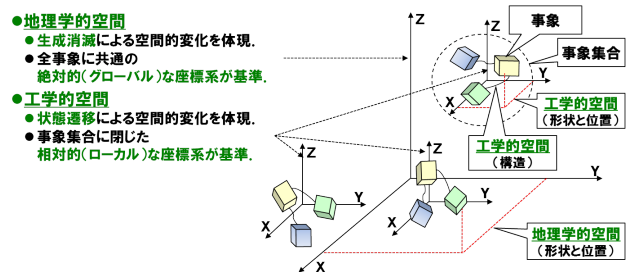 ●地理学的空間
●生成消滅による空間的変化を体現.
●全事象に共通の
絶対的(グローバル)な座標系が基準.
●工学的空間
●状態遷移による空間的変化を体現.
●事象集合に閉じた
相対的(ローカル)な座標系が基準.
Z
Z
事象
事象集合
Y
X
工学的空間
(形状と位置)
工学的空間
(構造)
Z
Y
X
Z
Y
X
Y
X
地理学的空間
(形状と位置)